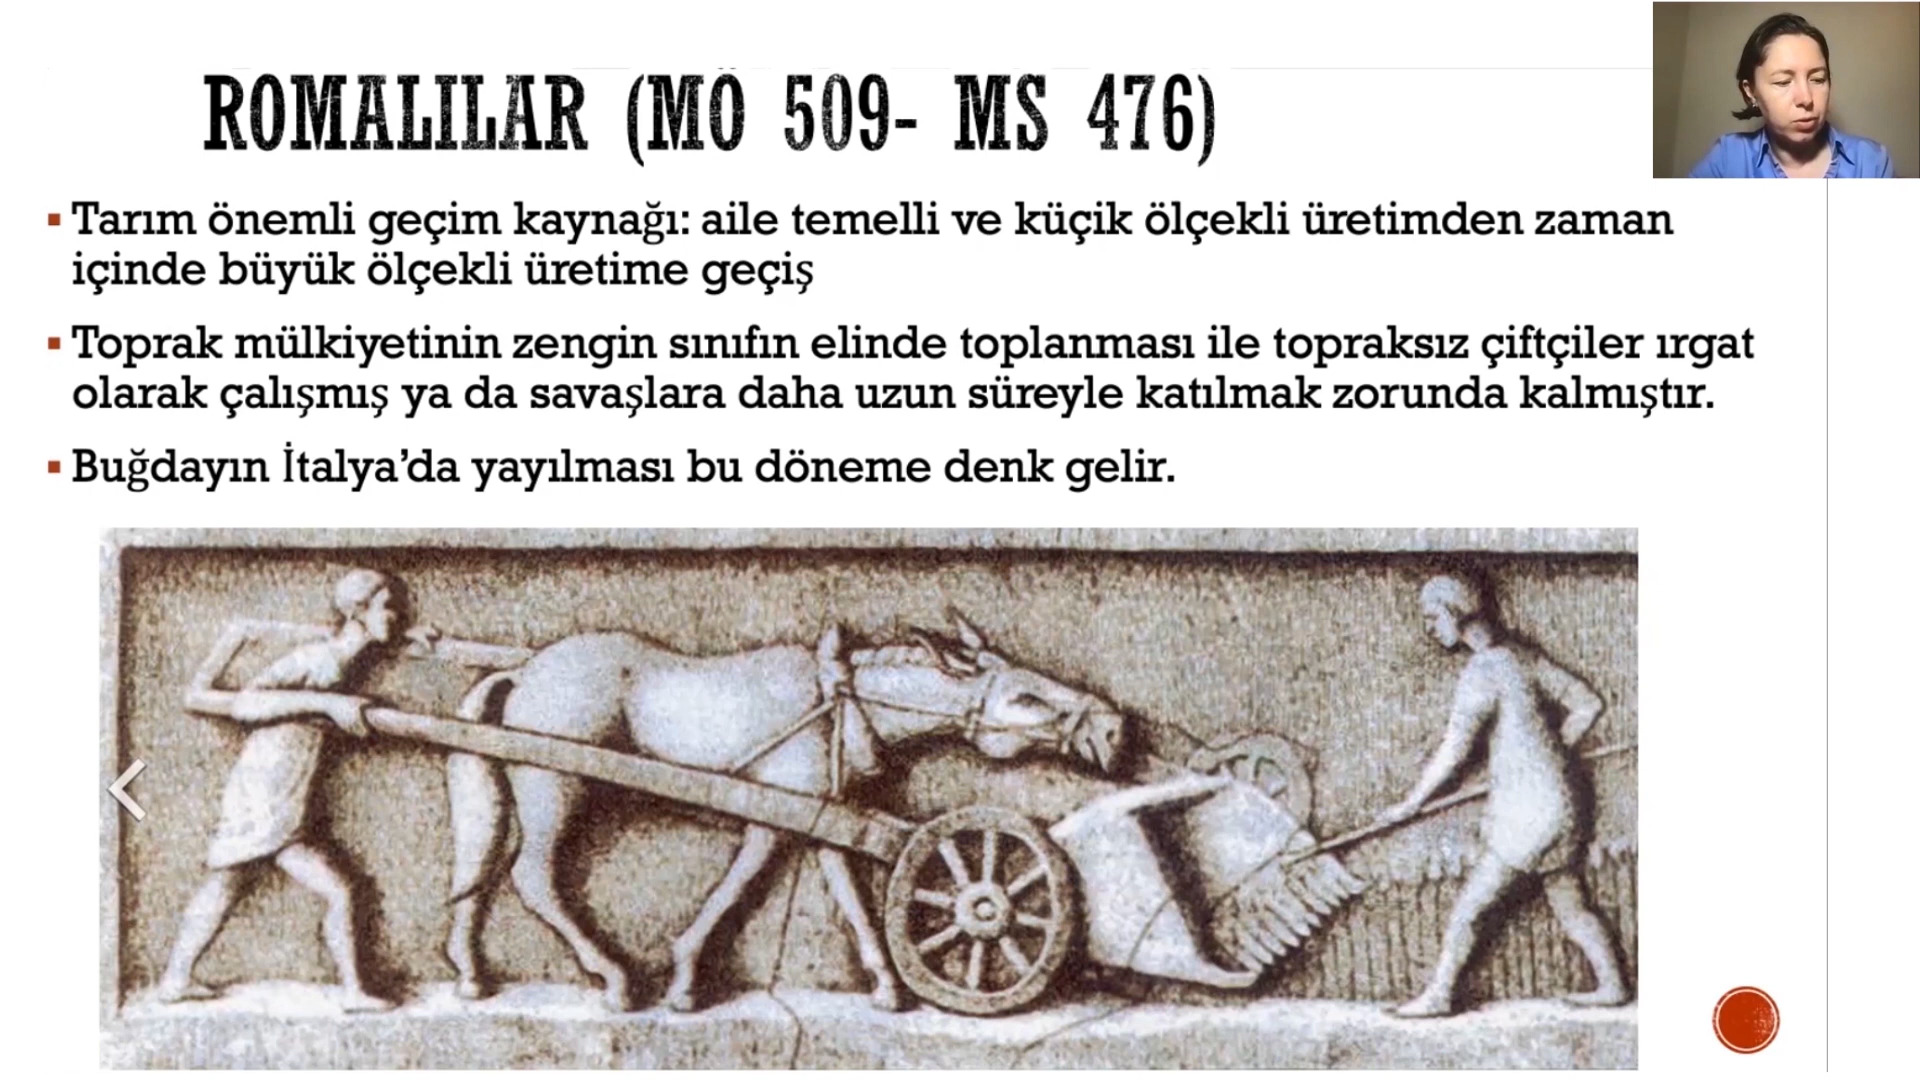 ROMALILAR (MÖ 509- MS 476)
▪ Tarım önemli geçim kaynağı: aile temelli ve küçik ölçekli üretimden zaman
içinde büyük ölçekli üretime geçiş
▪ Toprak mülkiyetinin zengin sınıfın elinde toplanması ile topraksız çiftçiler ırgat
olarak çalışmış ya da savaşlara daha uzun süreyle katılmak zorunda kalmıştır.
▪ Buğdayın İtalya’da yayılması bu döneme denk gelir.